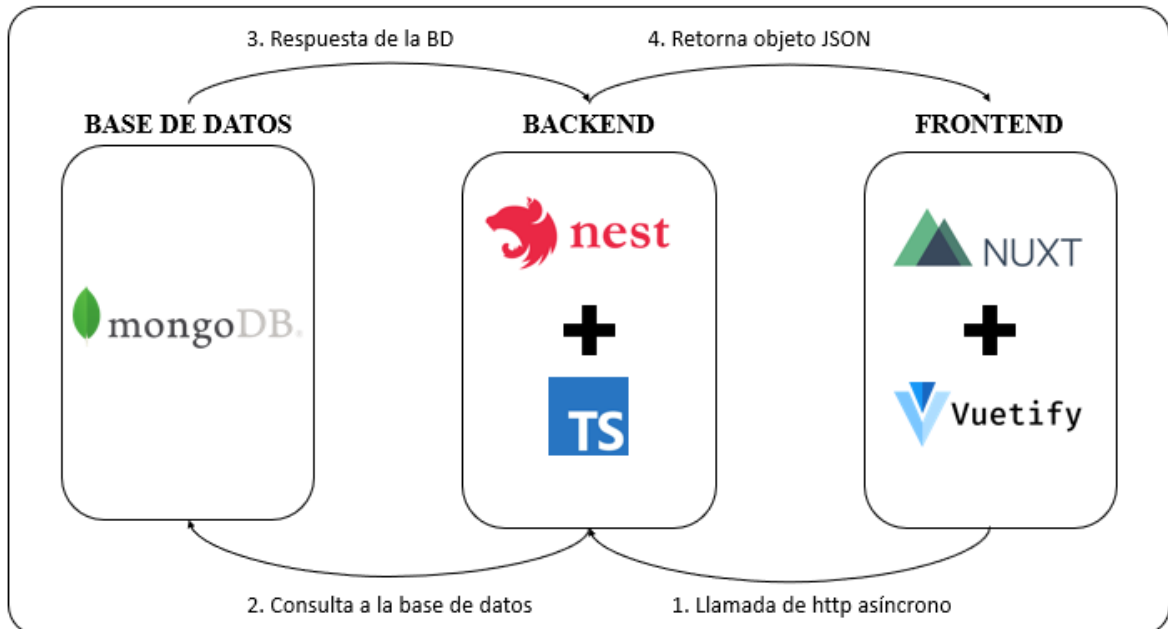 3. Respuesta de la BD
4. Retorna objeto JSON
BASE DE DATOS
BACKEND
FRONTEND
mongoDB.
nest
TS
NUXT
Vuetify
2. Consulta a la base de datos
1. Llamada de http asíncrono